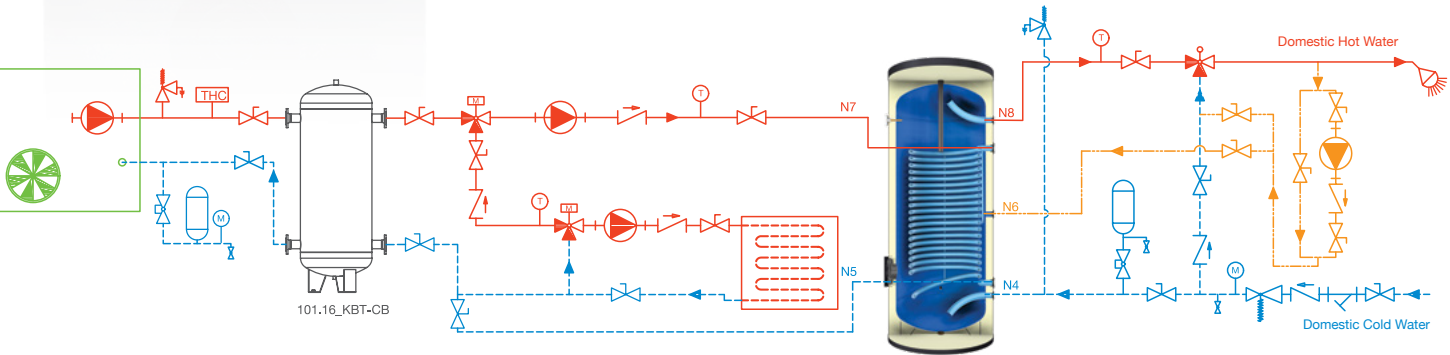 Domestic Hot Water
T
THC
M
T
N7
N8
N6
T
M
M
N5
N4
M
101.16_KBT-CB
Domestic Cold Water